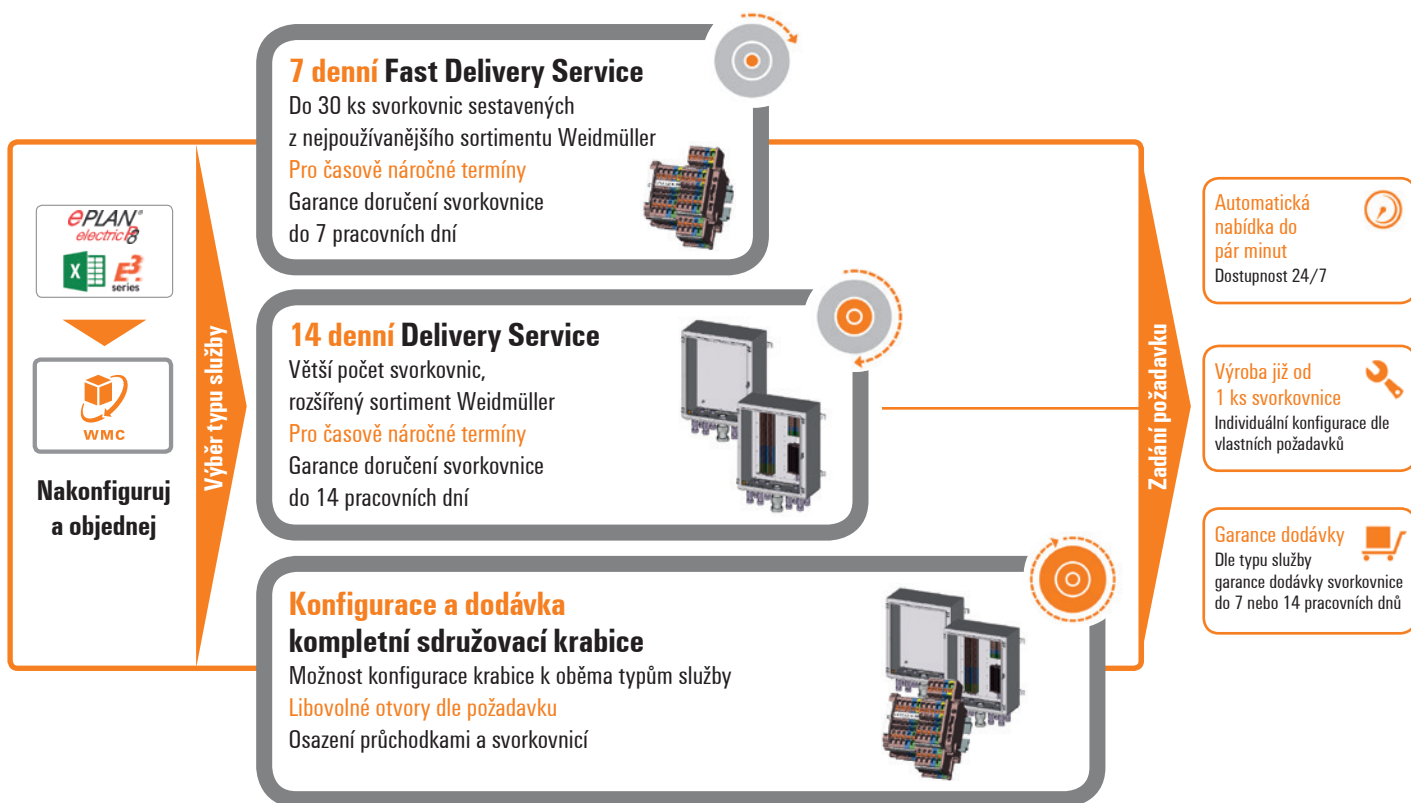 ePLAN®
electric P8
X
E³
series
WMC
Nakonfiguruj
a objednej
Výběr typu služby
7 denní Fast Delivery Service
Do 30 ks svorkovnic sestavených
z nejpoužívanějšího sortimentu Weidmüller
Pro časově náročné termíny
Garance doručení svorkovnice
do 7 pracovních dní
14 denní Delivery Service
Větší počet svorkovnic,
rozšířený sortiment Weidmüller
Pro časově náročné termíny
Garance doručení svorkovnice
do 14 pracovních dní
Konfigurace a dodávka
kompletní sdružovací krabice
Možnost konfigurace krabice k oběma typům služby
Libovolné otvory dle požadavku
Osazení průchodkami a svorkovnicí
Zadání požadavku
Automatická
nabídka do
pár minut
Dostupnost 24/7
Výroba již od
1 ks svorkovnice
Individuální konfigurace dle
vlastních požadavků
Garance dodávky
Dle typu služby
garance dodávky svorkovnice
do 7 nebo 14 pracovních dnů